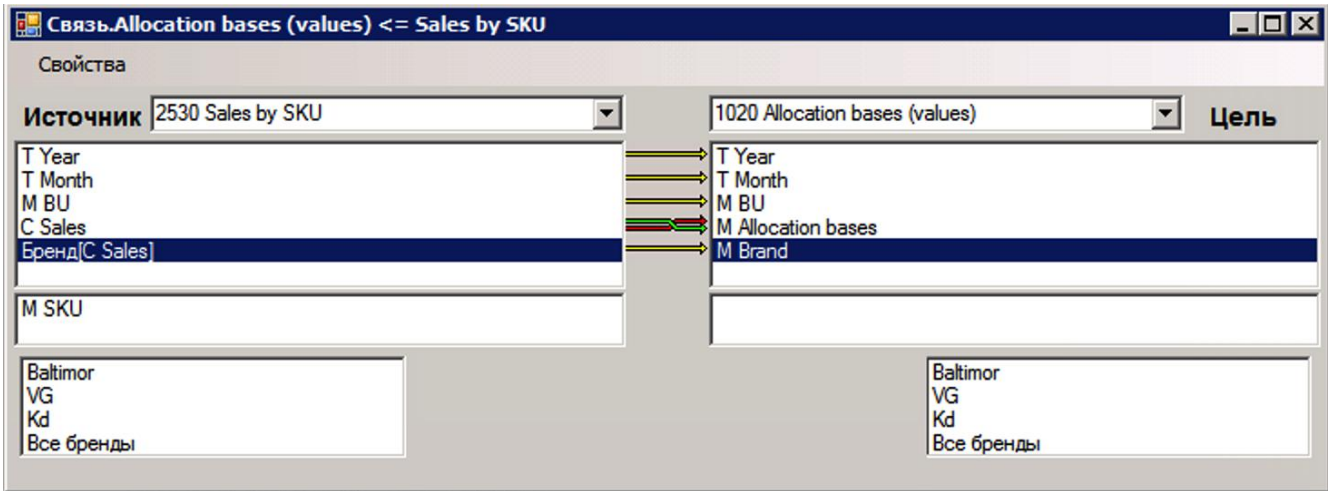 Связь.Allocation bases (values) <= Sales by SKU
Свойства
Источник 2530 Sales by SKU 1020 Allocation bases (values) Цель
T Year T Year
T Month T Month
M BU M BU
C Sales M Allocation bases
Бренд[C Sales] M Brand
M SKU
Baltimor Baltimor
VG VG
Kd Kd
Все бренды Все бренды